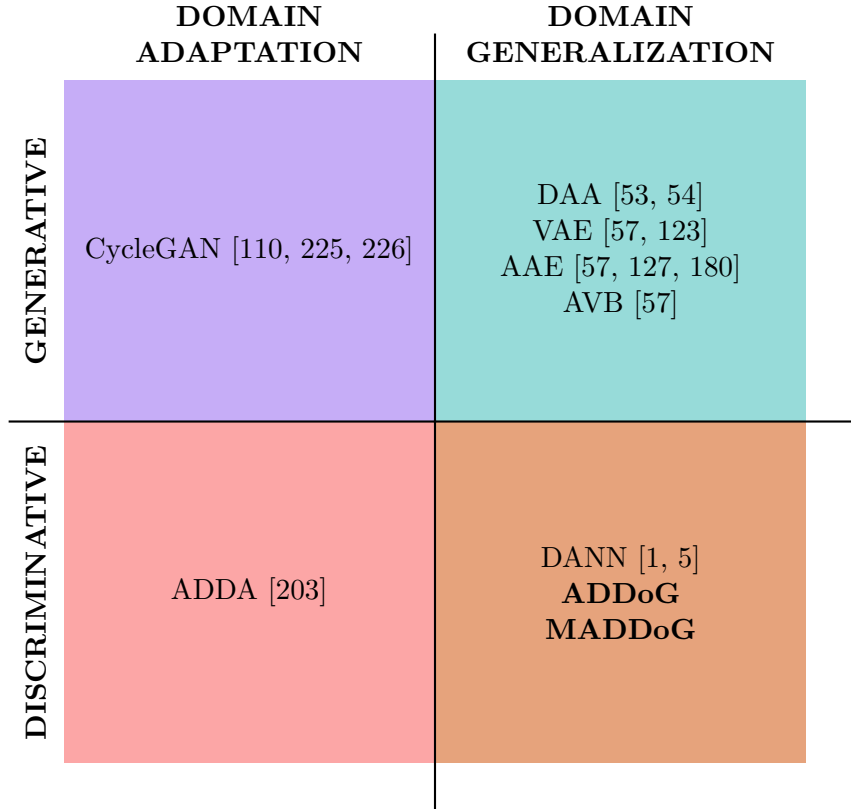 DOMAIN
ADAPTATION
DOMAIN
GENERALIZATION
GENERATIVE
CycleGAN [110, 225, 226]
DAA [53, 54]
VAE [57, 123]
AAE [57, 127, 180]
AVB [57]
DISCRIMINATIVE
ADDA [203]
DANN [1, 5]
ADDoG
MADDoG